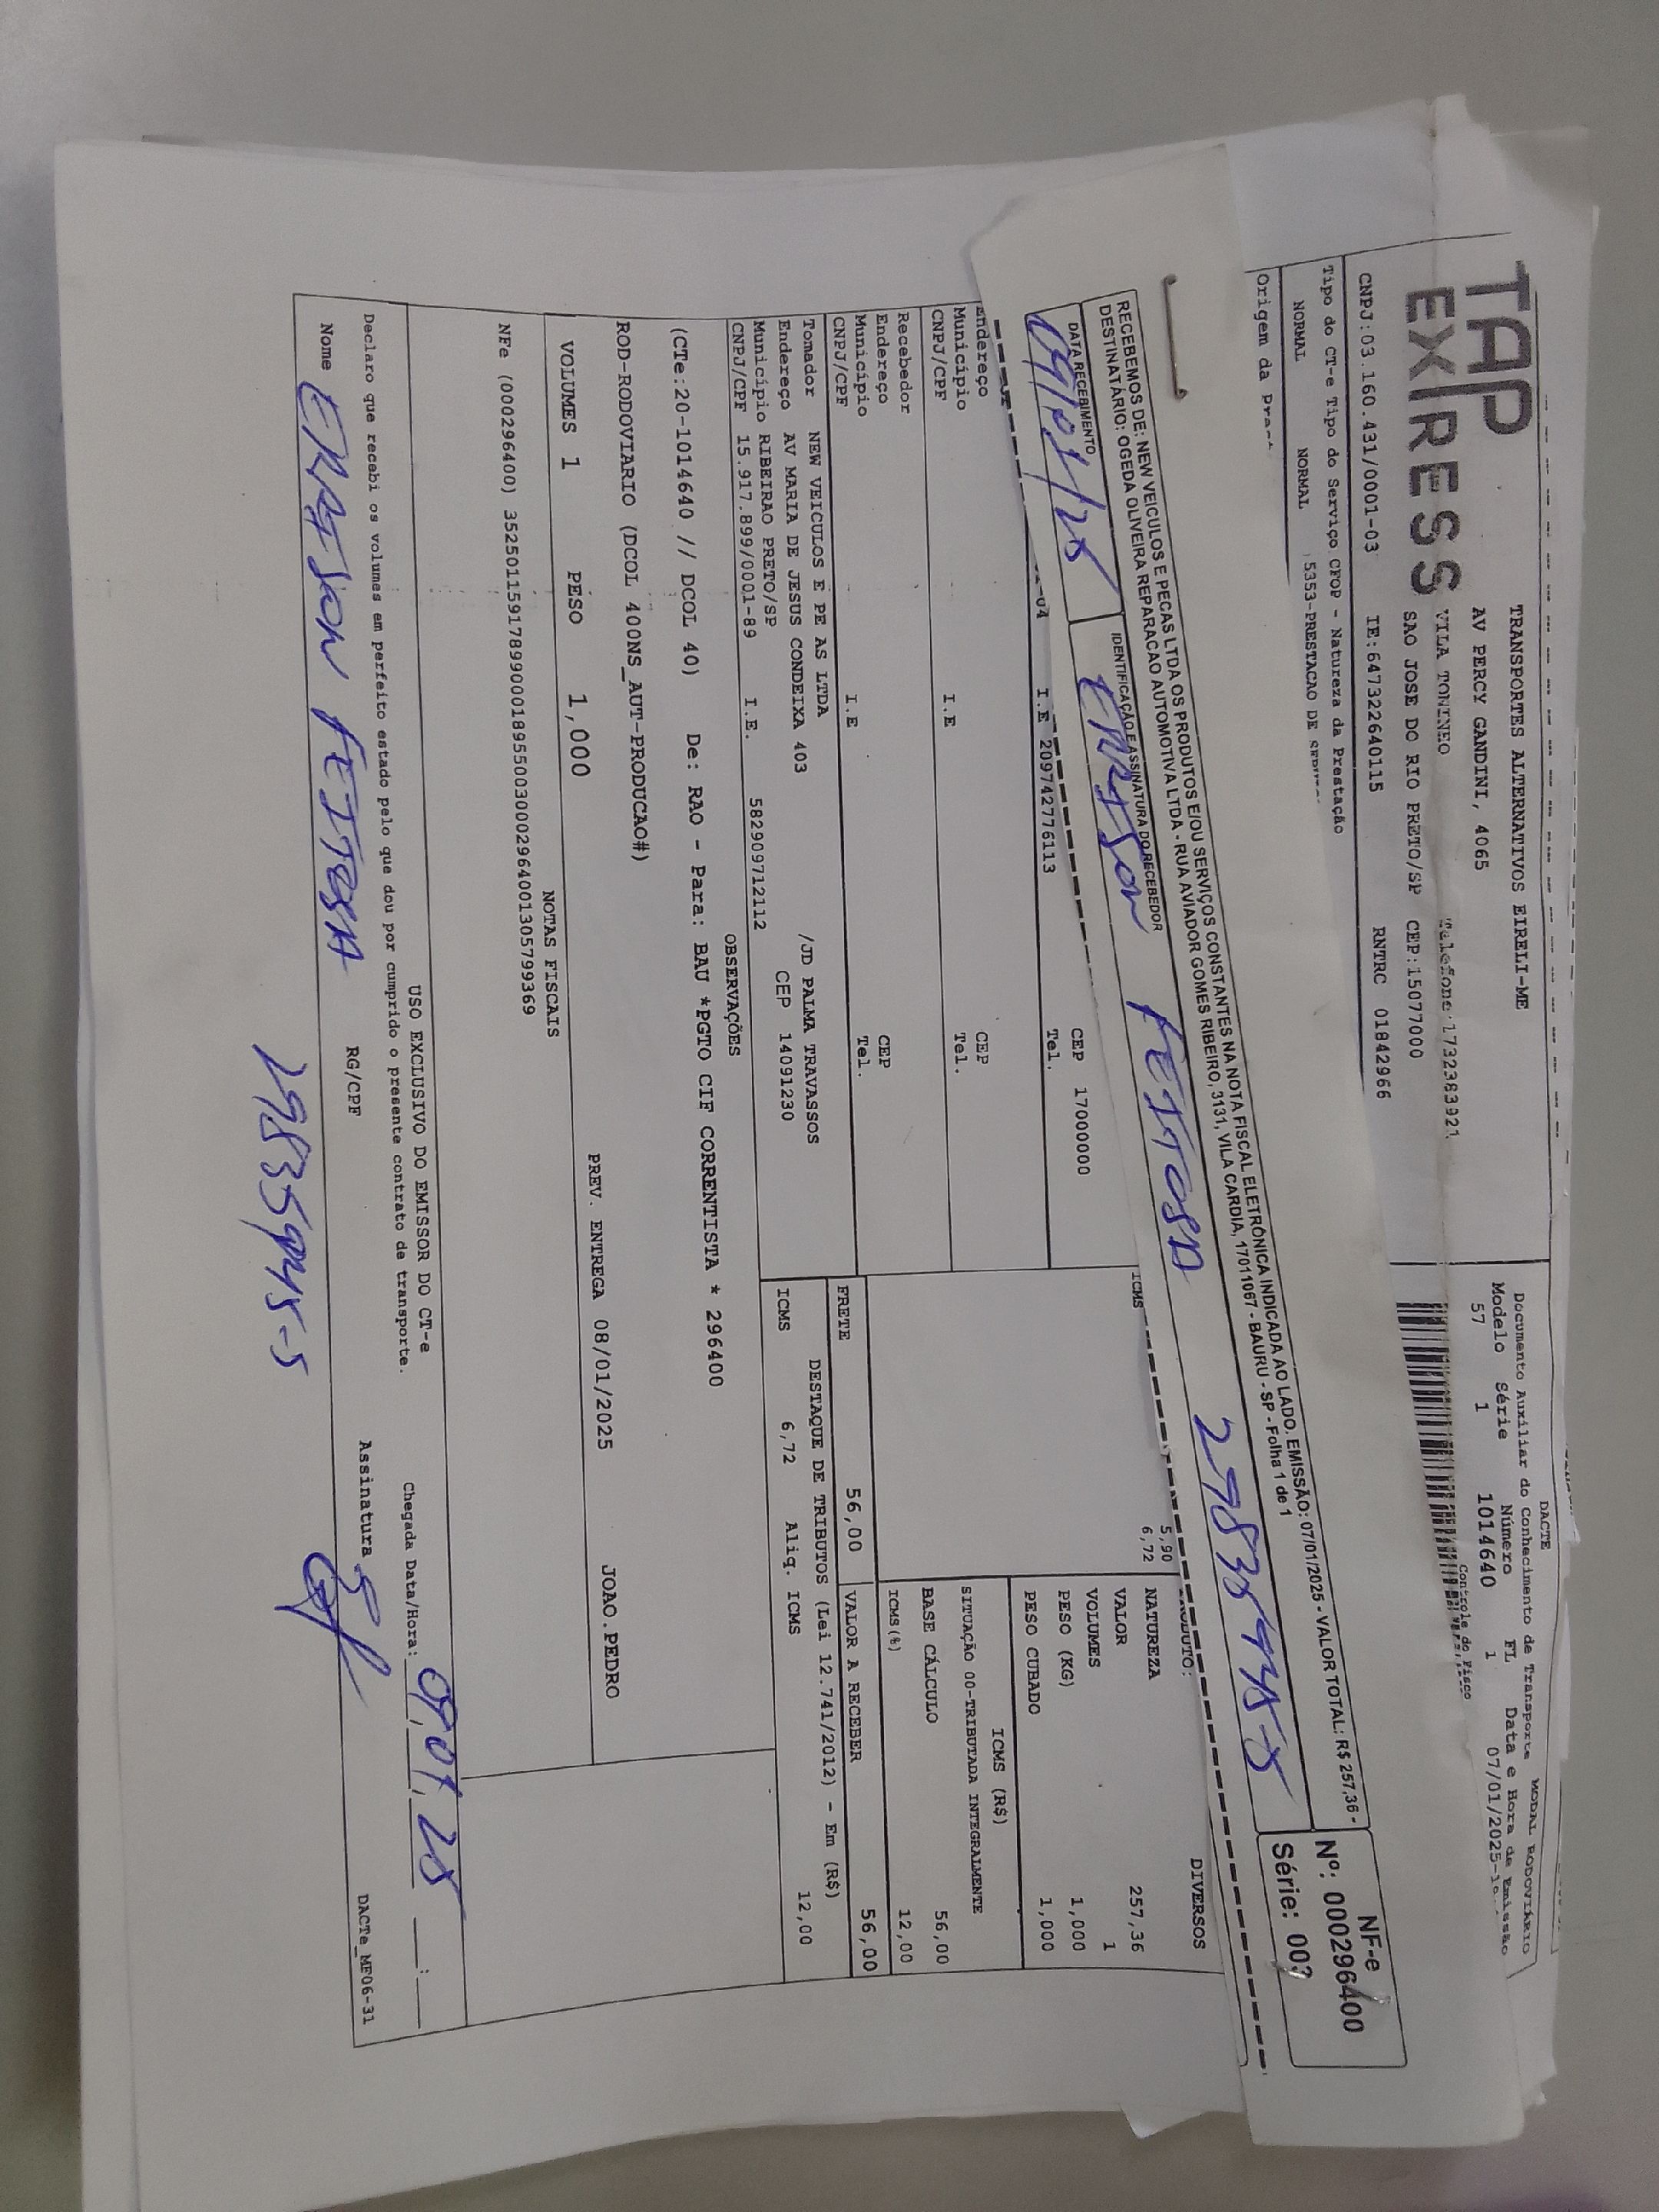 TAP
EXPRESS
TRANSPORTES ALTERNATIVOS EIRELI-ME
AV PERCY GANDINI, 4065
VILA TONINEO Telefone:1732383921
SAO JOSE DO RIO PRETO/SP CEP:15077000
CNPJ:03.160.431/0001-03 IE:647322640115 RNTRC 01842966
DACTE
Documento Auxiliar do Conhecimento de Transporte MODAL RODOVIÁRIO
Modelo Série Número FL Data e Hora de Emissão
57 1 1014640 1 07/01/2025
Controle do Fisco
Tipo do CT-e Tipo do Serviço CFOP - Natureza da Prestação
NORMAL NORMAL 5353-PRESTACAO DE
Origem da
RECEBEMOS DE: NEW VEICULOS E PECAS LTDA OS PRODUTOS E/OU SERVIÇOS CONSTANTES NA NOTA FISCAL ELETRÔNICA INDICADA AO LADO. EMISSÃO: 07/01/2025 - VALOR TOTAL: R$ 257,36 -
DESTINATÁRIO: OGEDA OLIVEIRA REPARACAO AUTOMOTIVA LTDA - RUA AVIADOR GOMES RIBEIRO, 3131, VILA CARDIA, 17011067 - BAURU - SP - Folha 1 de 1
NF-e
Nº: 000296400
Série: 003
DATA RECEBIMENTO IDENTIFICAÇÃO E ASSINATURA DO RECEBEDOR
09/01/25 FEITOSA
PRODUTO: DIVERSOS
NATUREZA
VALOR 257,36
VOLUMES 1
PESO (KG) 1,000
PESO CUBADO 1,000
5,90
ICMS 6,72
CEP 17000000
I.E 209742776113 Tel.
Endereço
Município CEP
CNPJ/CPF I.E Tel.
Recebedor
Endereço
Município CEP
CNPJ/CPF I.E Tel.
ICMS (R$)
SITUAÇÃO 00-TRIBUTADA INTEGRALMENTE
BASE CÁLCULO 56,00
ICMS(%) 12,00
FRETE 56,00 VALOR A RECEBER 56,00
Tomador NEW VEICULOS E PE AS LTDA
Endereço AV MARIA DE JESUS CONDEIXA 403 /JD PALMA TRAVASSOS
Município RIBEIRAO PRETO/SP CEP 14091230
CNPJ/CPF 15.917.899/0001-89 I.E. 582909712112
DESTAQUE DE TRIBUTOS (Lei 12.741/2012) - Em (R$)
ICMS 6,72 Aliq. ICMS 12,00
OBSERVAÇÕES
(CTe:20-1014640 // DCOL 40) De: RAO - Para: BAU *PGTO CIF CORRENTISTA * 296400
ROD-RODOVIARIO (DCOL 400NS_AUT-PRODUCAO#)
VOLUMES 1 PESO 1,000 PREV. ENTREGA 08/01/2025 JOAO.PEDRO
NOTAS FISCAIS
NFe (000296400) 35250115917899000189550030002964001305799369
USO EXCLUSIVO DO EMISSOR DO CT-e
Declaro que recebi os volumes em perfeito estado pelo que dou por cumprido o presente contrato de transporte. Chegada Data/Hora: 09/01/25 __:__
Nome FEITOSA RG/CPF Assinatura
DACTe_MF06-31